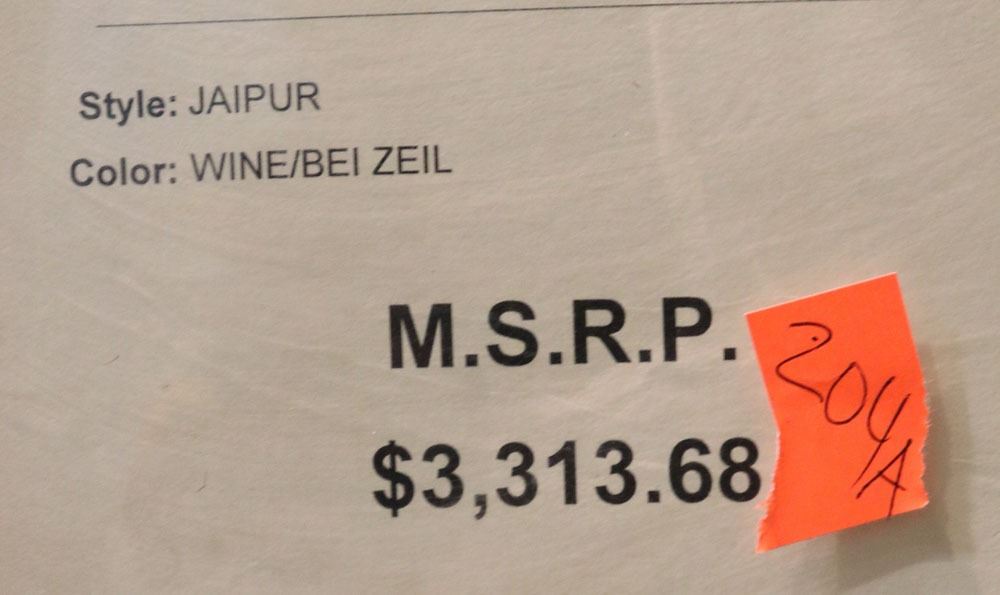 Style: JAIPUR
Color: WINE/BEI ZEIL
M.S.R.P.
$3,313.68
204A